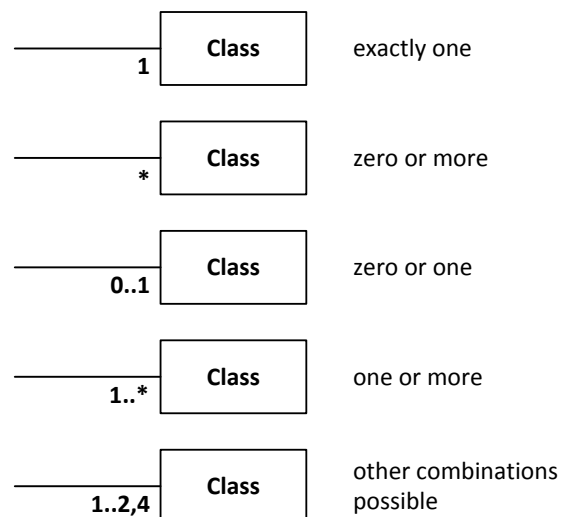 Class
exactly one
1
Class
zero or more
*
Class
zero or one
0..1
Class
one or more
1..*
Class
other combinations
possible
1..2,4